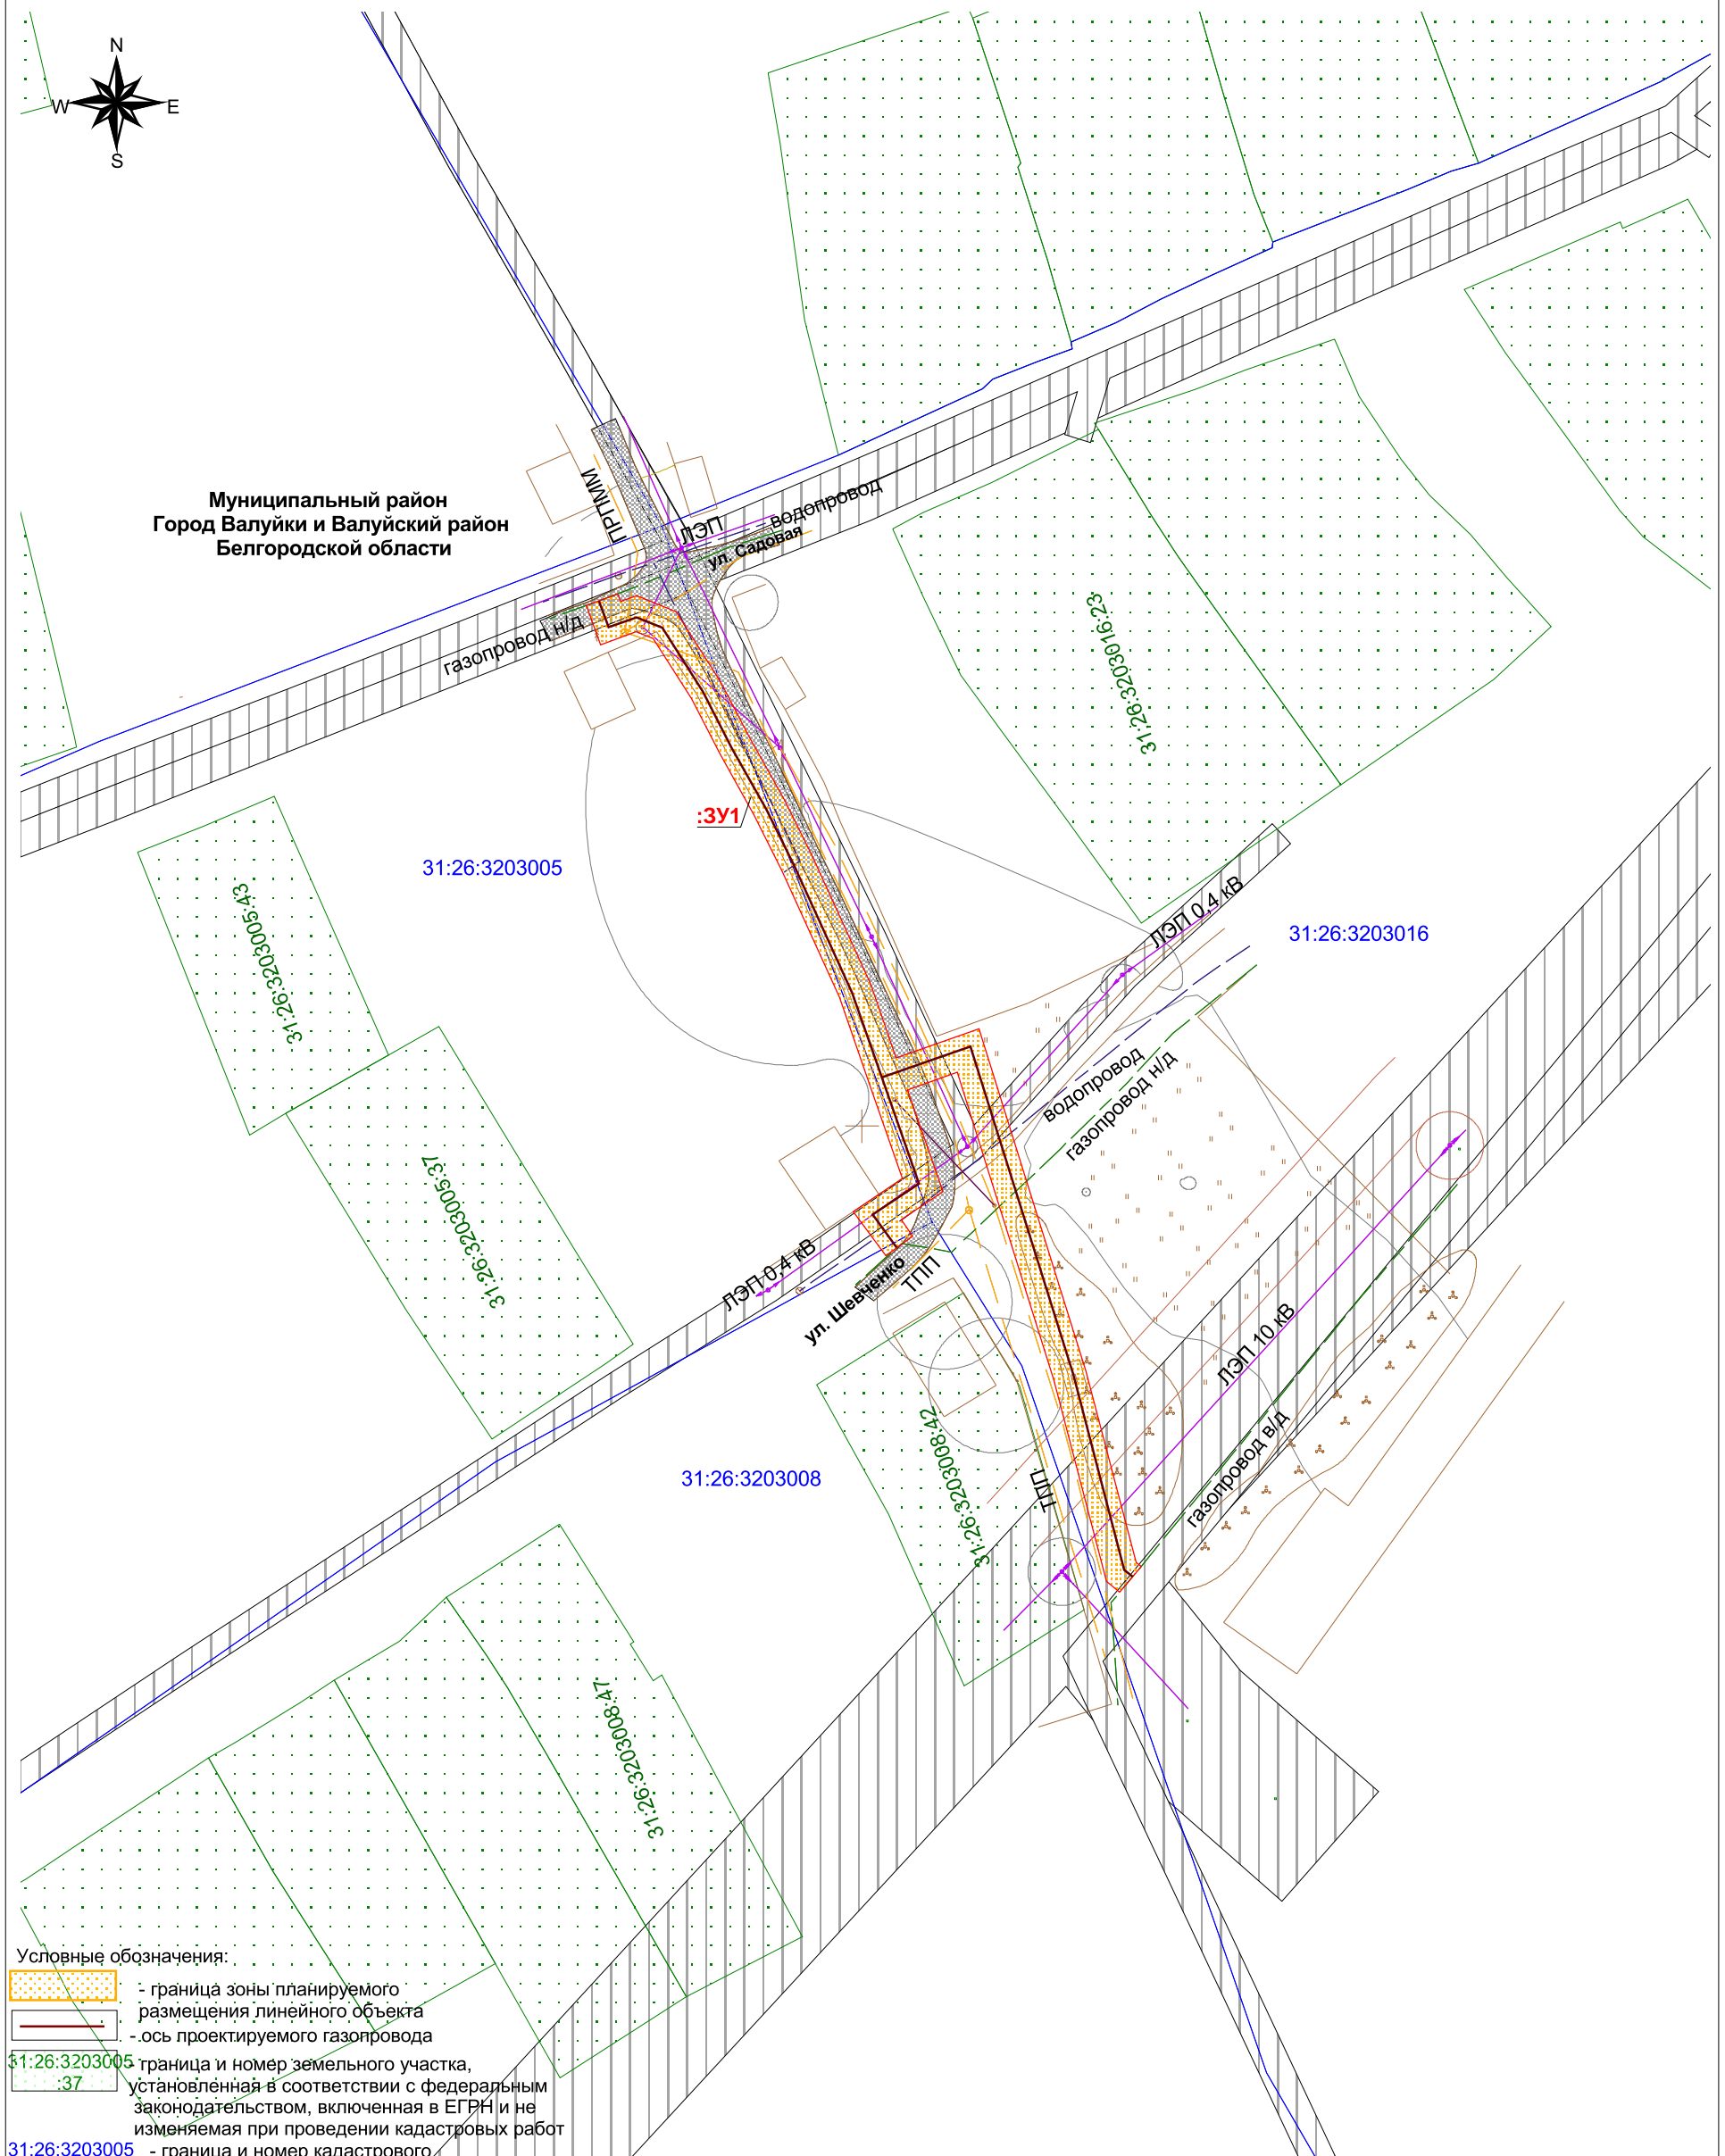 N
W
E
S
Муниципальный район
Город Валуйки и Валуйский район
Белгородской области
ПРПММ
ЛЭП
водопровод
ул. Садовая
газопровод н/д
31:26:3203016:23
:ЗУ1
31:26:3203005
31:26:3203005:43
ЛЭП 0,4 кВ
31:26:3203016
водопровод
газопровод н/д
31:26:3203005:37
ЛЭП 0,4 кВ
ТПП
ул. Шевченко
ЛЭП 10 кВ
31:26:3203008:42
газопровод в/д
31:26:3203008
ТПП
31:26:3203008:47
Условные обозначения:
- граница зоны планируемого
размещения линейного объекта
- ось проектируемого газопровода
31:26:3203005
:37
- граница и номер земельного участка,
установленная в соответствии с федеральным
законодательством, включенная в ЕГРН и не
изменяемая при проведении кадастровых работ
31:26:3203005 - граница и номер кадастрового